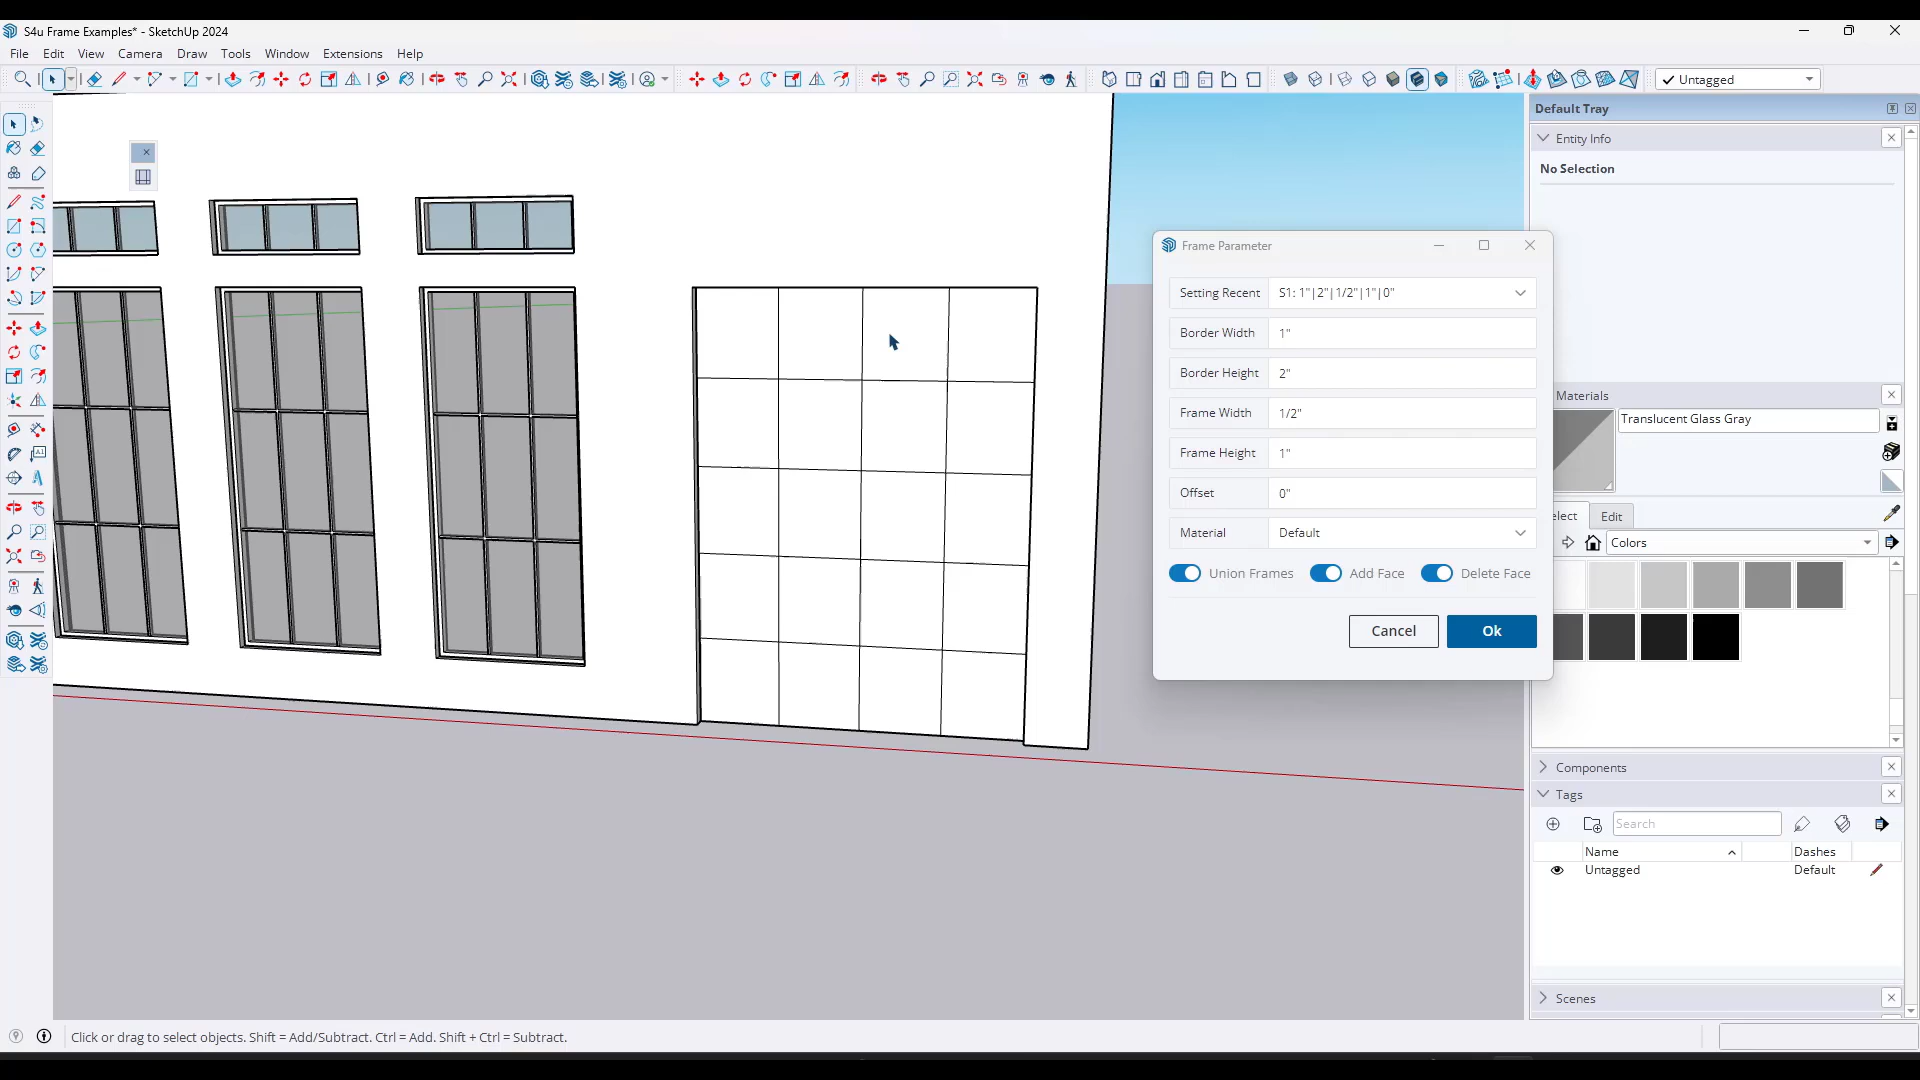 S4u Frame Examples* - SketchUp 2024
File Edit View Camera Draw Tools Window Extensions Help
Untagged
Default Tray
Entity Info
No Selection
Frame Parameter
Setting Recent S1: 1"|2"|1/2"|1"|0"
Border Width 1"
Border Height 2"
Frame Width 1/2"
Frame Height 1"
Offset 0"
Material Default
Union Frames Add Face Delete Face
Cancel Ok
Materials
Translucent Glass Gray
elect Edit
Colors
Components
Tags
Search
Name Dashes
Untagged Default
Scenes
Click or drag to select objects. Shift = Add/Subtract. Ctrl = Add. Shift + Ctrl = Subtract.